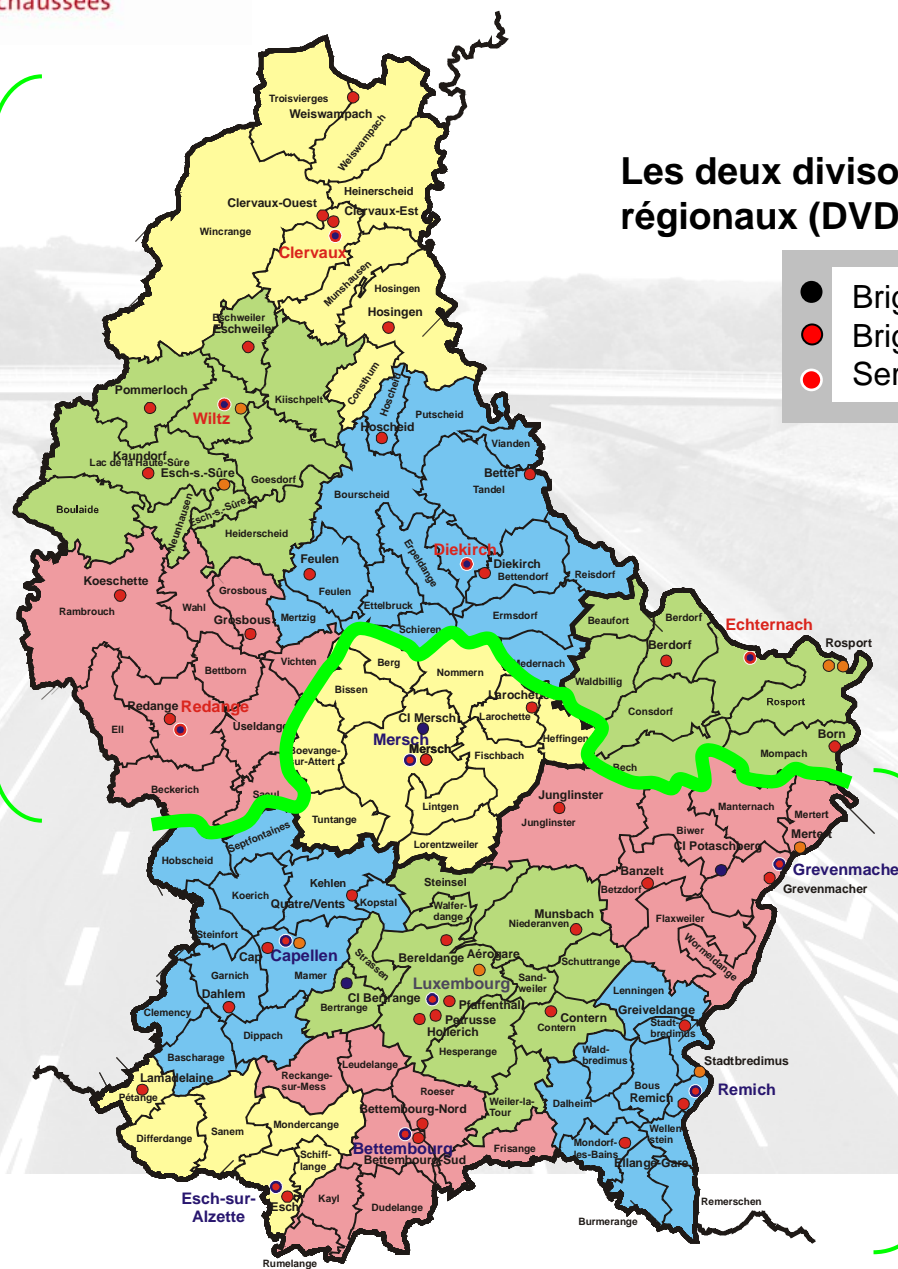 chaussées
Les deux diviso
régionaux (DVD
Brig
Brig
Ser
Troisvierges
Weiswampach
Weiswampach
Heinerscheid
Clervaux-Ouest
Clervaux-Est
Wincrange
Clervaux
Munshausen
Hosingen
Hosingen
Eschweiler
Eschweiler
Consthum
Hoscheid
Pommerloch
Kiischpelt
Putscheid
Wiltz
Hoscheid
Vianden
Kaundorf
Lac de la Haute-Sûre
Esch-s.-Sûre
Bettel
Goesdorf
Tandel
Bourscheid
Boulaide
Neunhausen
Esch-s.-Sûre
Heiderscheid
Erpeldange
Diekirch
Feulen
Diekirch
Bettendorf
Reisdorf
Koeschette
Grosbous
Feulen
Rambrouch
Wahl
Ettelbruck
Mertzig
Ermsdorf
Beaufort
Berdorf
Grosbous
Schieren
Echternach
Rosport
Vichten
Berg
Medernach
Berdorf
Bettborn
Nommern
Waldbillig
Bissen
Redange
Redange
Larochette
Rosport
Useldange
CI Mersch
Larochette
Consdorf
Ell
Mersch
Mersch
Heffingen
Born
Boevange-
sur-Attert
Fischbach
Mompach
Bech
Beckerich
Saeul
Junglinster
Lintgen
Manternach
Mertert
Tuntange
Junglinster
Septfontaines
Biwer
Mertert
Lorentzweiler
CI Potaschberg
Hobscheid
Banzelt
Grevenmache
Kehlen
Steinsel
Betzdorf
Grevenmacher
Koerich
Quatre/Vents
Kopstal
Walfer-
dange
Munsbach
Niederanven
Flaxweiler
Steinfort
Cap
Capellen
Strassen
Bereldange
Aérogare
Wormeldange
Schuttrange
Garnich
Mamer
Luxembourg
Sand-
weiler
Lenningen
Dahlem
CI Bertrange
Pfaffenthal
Greiveldange
Clemency
Bertrange
Petrusse
Contern
Stadt-
bredimus
Hollerich
Contern
Dippach
Hesperange
Wald-
bredimus
Stadtbredimus
Bascharage
Leudelange
Lamadelaine
Reckange-
sur-Mess
Bous
Remich
Pétange
Roeser
Weiler-la-
Tour
Dalheim
Remich
Bettembourg-Nord
Mondercange
Wellen
stein
Differdange
Sanem
Bettembourg
Frisange
Mondorf-
les-Bains
Schiff-
lange
Bettembourg-Sud
Ellange-Gare
Esch-sur-
Alzette
Esch
Kayl
Remerschen
Dudelange
Burmerange
Rumelange